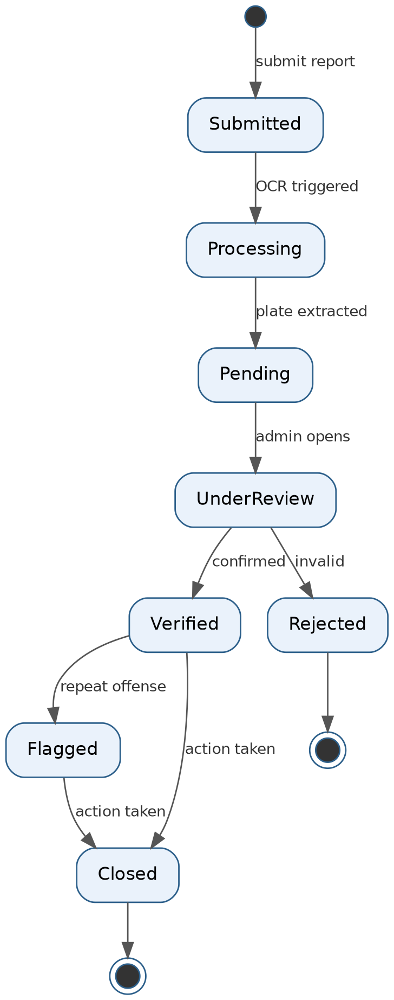 submit report
Submitted
OCR triggered
Processing
plate extracted
Pending
admin opens
UnderReview
confirmed
invalid
Verified
Rejected
repeat offense
Flagged
action taken
action taken
Closed